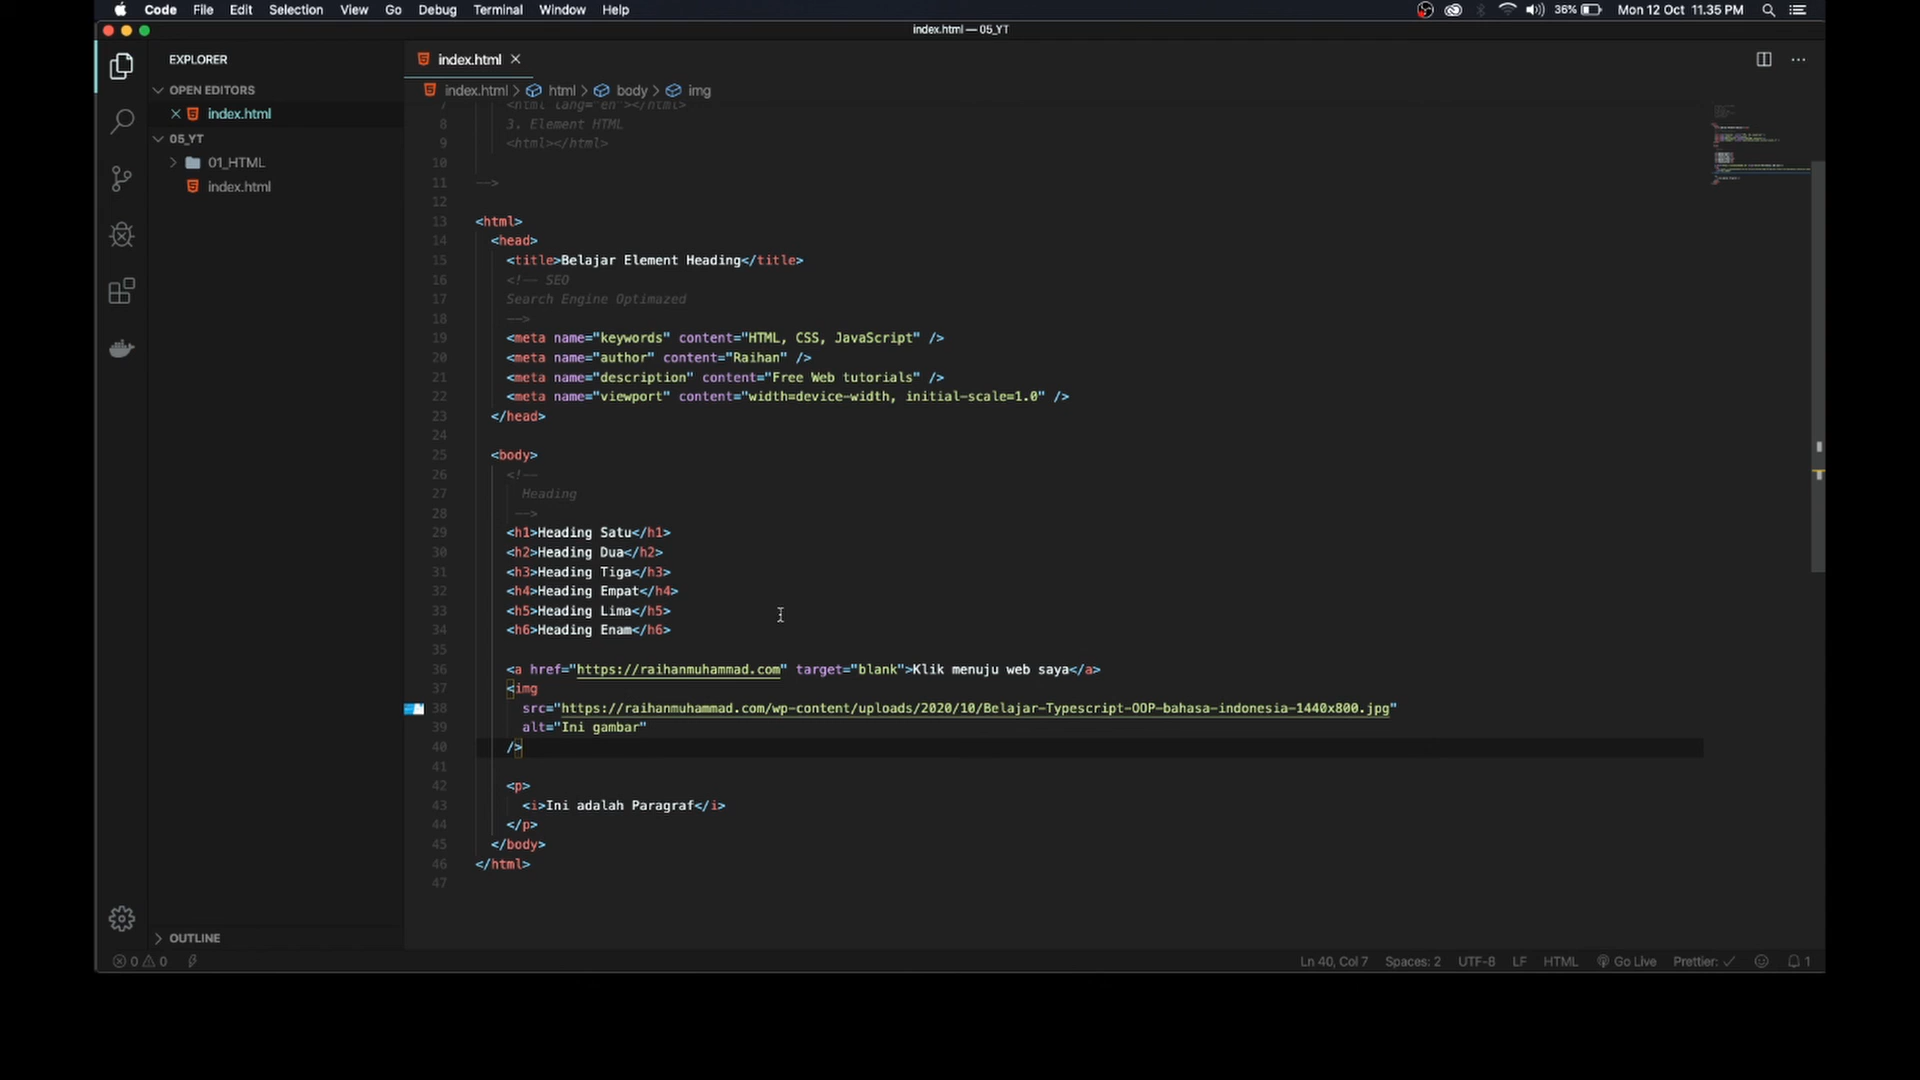 Code File Edit Selection View Go Debug Terminal Window Help 36% Mon 12 Oct 11.35 PM
index.html — 05_YT
EXPLORER
OPEN EDITORS
index.html
05_YT
01_HTML
index.html
OUTLINE
index.html
index.html > html > body > img
7 <html lang="en"></html>
8 3. Element HTML
9 <html></html>
10
11 -->
12
13 <html>
14 <head>
15 <title>Belajar Element Heading</title>
16 <!-- SEO
17 Search Engine Optimazed
18 -->
19 <meta name="keywords" content="HTML, CSS, JavaScript" />
20 <meta name="author" content="Raihan" />
21 <meta name="description" content="Free Web tutorials" />
22 <meta name="viewport" content="width=device-width, initial-scale=1.0" />
23 </head>
24
25 <body>
26 <!--
27 Heading
28 -->
29 <h1>Heading Satu</h1>
30 <h2>Heading Dua</h2>
31 <h3>Heading Tiga</h3>
32 <h4>Heading Empat</h4>
33 <h5>Heading Lima</h5>
34 <h6>Heading Enam</h6>
35
36 <a href="https://raihanmuhammad.com" target="blank">Klik menuju web saya</a>
37 <img
38 src="https://raihanmuhammad.com/wp-content/uploads/2020/10/Belajar-Typescript-OOP-bahasa-indonesia-1440x800.jpg"
39 alt="Ini gambar"
40 />
41
42 <p>
43 <i>Ini adalah Paragraf</i>
44 </p>
45 </body>
46 </html>
47
0 0 Ln 40, Col 7 Spaces: 2 UTF-8 LF HTML Go Live Prettier: ✓ 1